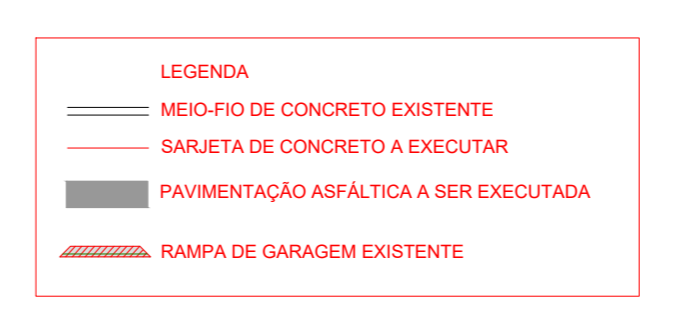 LEGENDA
MEIO-FIO DE CONCRETO EXISTENTE
SARJETA DE CONCRETO A EXECUTAR
PAVIMENTAÇÃO ASFÁLTICA A SER EXECUTADA
RAMPA DE GARAGEM EXISTENTE